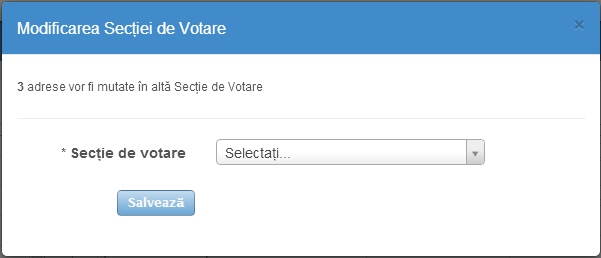 Modificarea Secției de Votare
×
3 adrese vor fi mutate în altă Secție de Votare
* Secție de votare Selectați...
Salvează